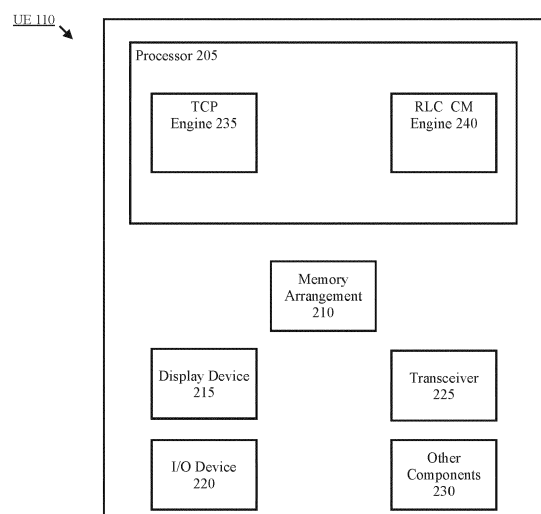 UE 110
Processor 205
TCP
Engine 235
RLC CM
Engine 240
Memory
Arrangement
210
Display Device
215
Transceiver
225
I/O Device
220
Other
Components
230